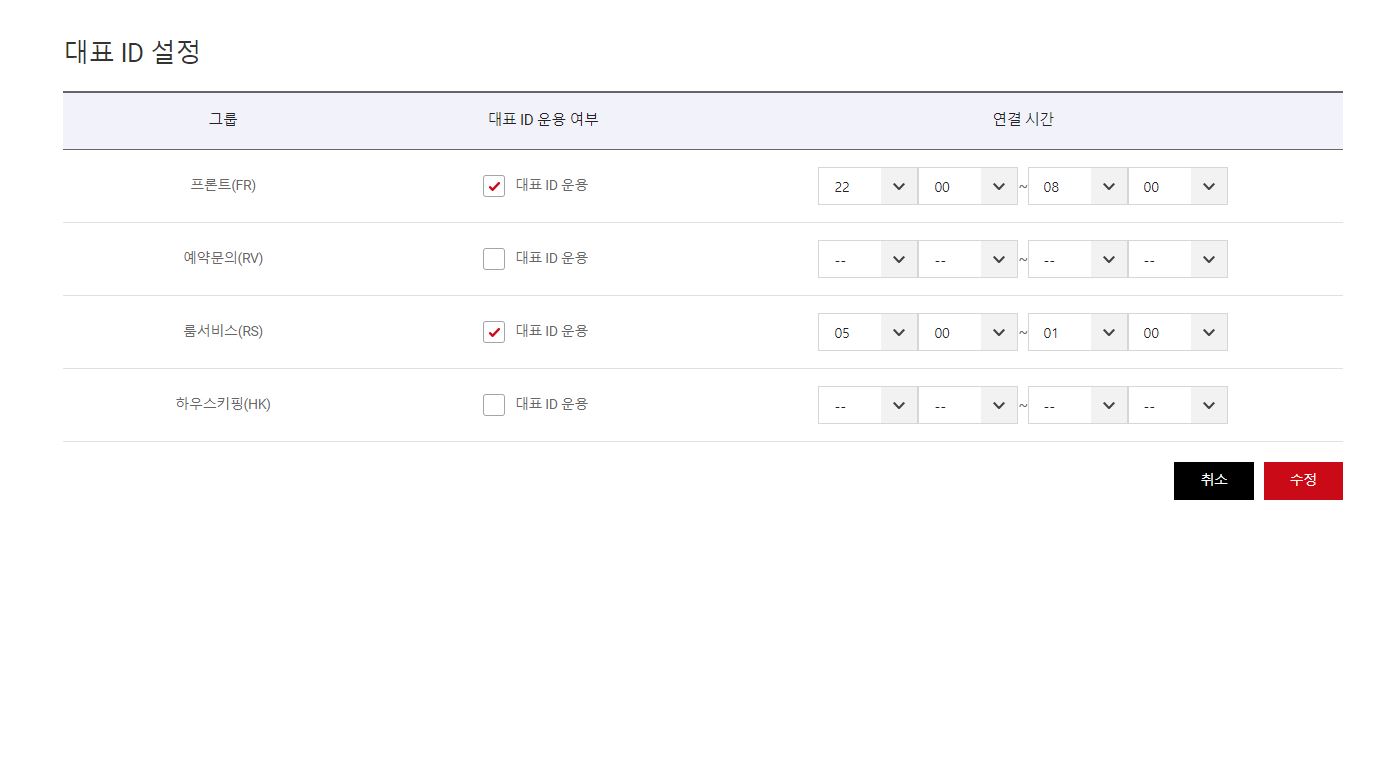 대표 ID 설정
그룹 대표 ID 운용 여부 연결 시간
프론트(FR) 대표 ID 운용 22 00 ~ 08 00
예약문의(RV) 대표 ID 운용 -- -- ~ -- --
룸서비스(RS) 대표 ID 운용 05 00 ~ 01 00
하우스키핑(HK) 대표 ID 운용 -- -- ~ -- --
취소 수정